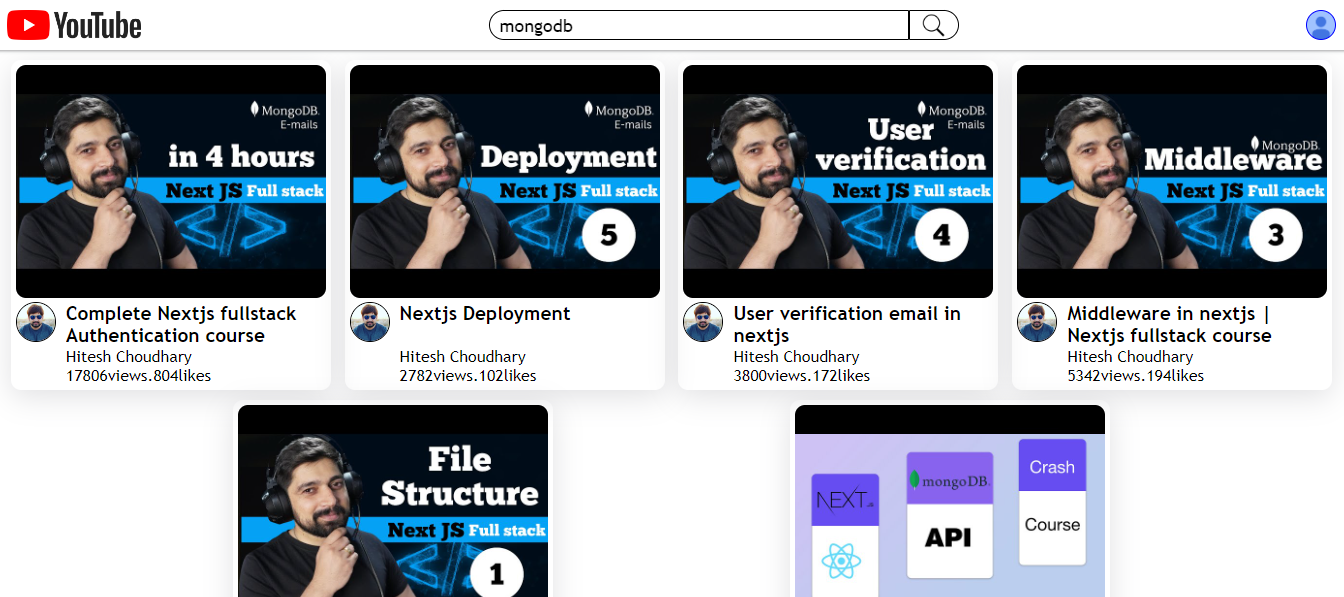 YouTube
mongodb
MongoDB.
E-mails
in 4 hours
Next JS Full stack
MongoDB.
E-mails
Deployment
Next JS Full stack
5
MongoDB.
User E-mails
verification
Next JS Full stack
4
MongoDB.
Middleware
Next JS Full stack
3
Complete Nextjs fullstack
Authentication course
Hitesh Choudhary
17806views.804likes
Nextjs Deployment
Hitesh Choudhary
2782views.102likes
User verification email in
nextjs
Hitesh Choudhary
3800views.172likes
Middleware in nextjs |
Nextjs fullstack course
Hitesh Choudhary
5342views.194likes
File
Structure
Next JS Full stack
1
NEXT.JS
mongoDB.
API
Crash
Course